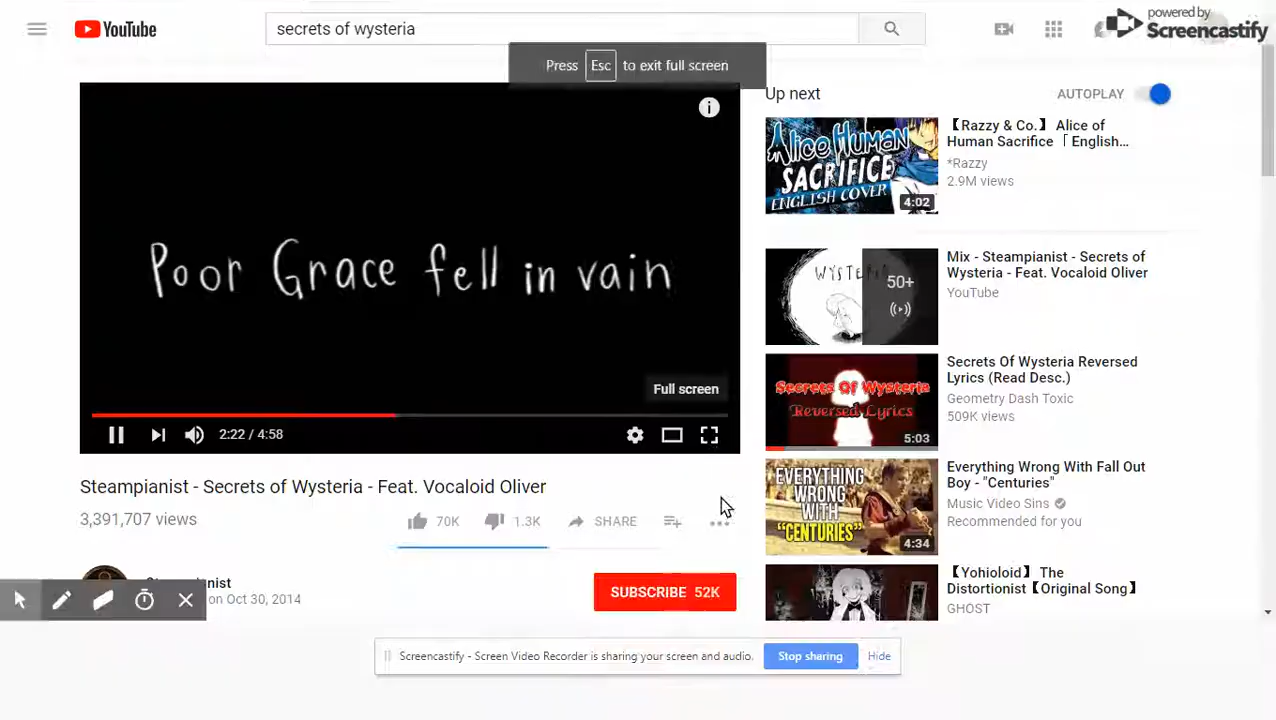 YouTube
secrets of wysteria
powered by
Screencastify
Press Esc to exit full screen
Poor Grace fell in vain
Full screen
2:22 / 4:58
Steampianist - Secrets of Wysteria - Feat. Vocaloid Oliver
3,391,707 views
70K
1.3K
SHARE
on Oct 30, 2014
SUBSCRIBE 52K
Up next
AUTOPLAY
Alice of Human
SACRIFICE
ENGLISH COVER
4:02
【Razzy & Co.】 Alice of
Human Sacrifice「 English...
*Razzy
2.9M views
50+
Mix - Steampianist - Secrets of
Wysteria - Feat. Vocaloid Oliver
YouTube
Secrets Of Wysteria
Reversed Lyrics
5:03
Secrets Of Wysteria Reversed
Lyrics (Read Desc.)
Geometry Dash Toxic
509K views
EVERYTHING
WRONG
WITH
"CENTURIES"
4:34
Everything Wrong With Fall Out
Boy - "Centuries"
Music Video Sins
Recommended for you
【Yohioloid】 The
Distortionist【Original Song】
GHOST
Screencastify - Screen Video Recorder is sharing your screen and audio.
Stop sharing
Hide